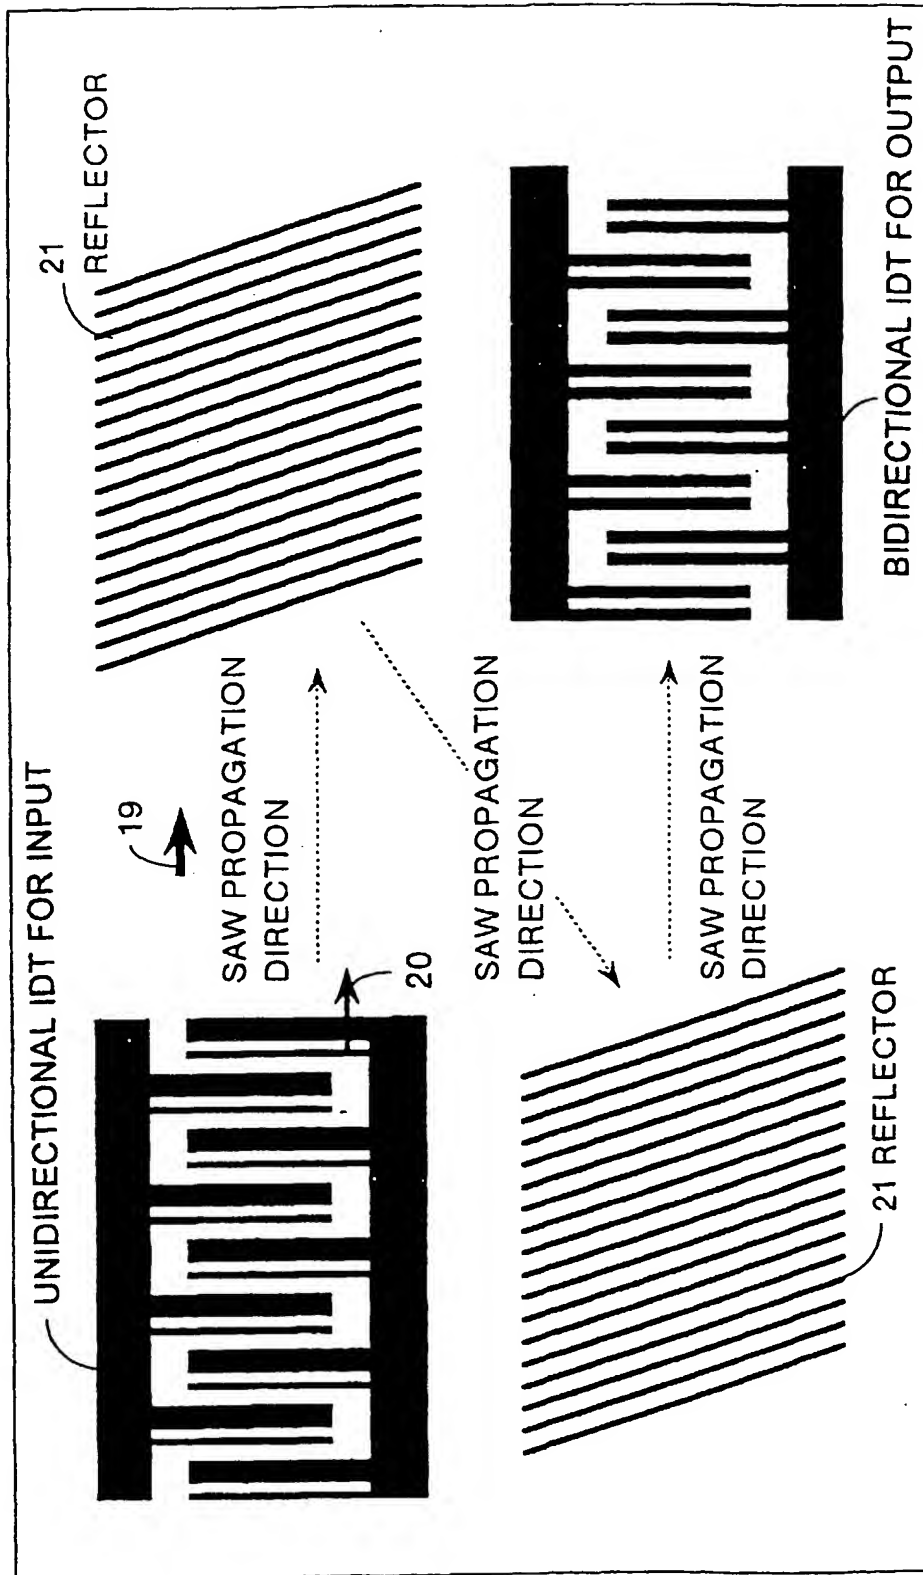 UNIDIRECTIONAL IDT FOR INPUT
19
21
REFLECTOR
SAW PROPAGATION
DIRECTION
20
SAW PROPAGATION
DIRECTION
SAW PROPAGATION
DIRECTION
21 REFLECTOR
BIDIRECTIONAL IDT FOR OUTPUT